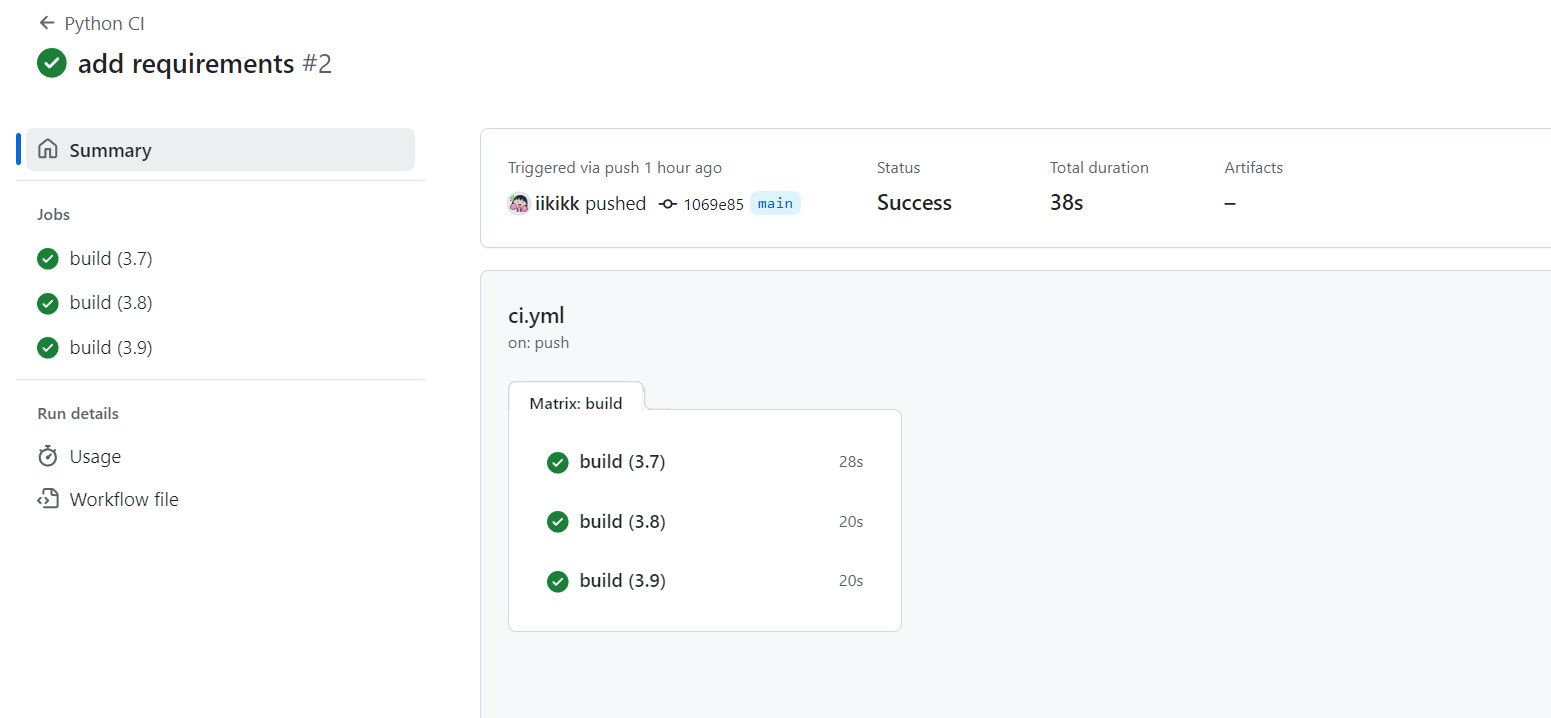 Python CI
add requirements #2
Summary
Jobs
build (3.7)
build (3.8)
build (3.9)
Run details
Usage
Workflow file
Triggered via push 1 hour ago
iikikk pushed 1069e85 main
Status
Success
Total duration
38s
Artifacts
–
ci.yml
on: push
Matrix: build
build (3.7) 28s
build (3.8) 20s
build (3.9) 20s